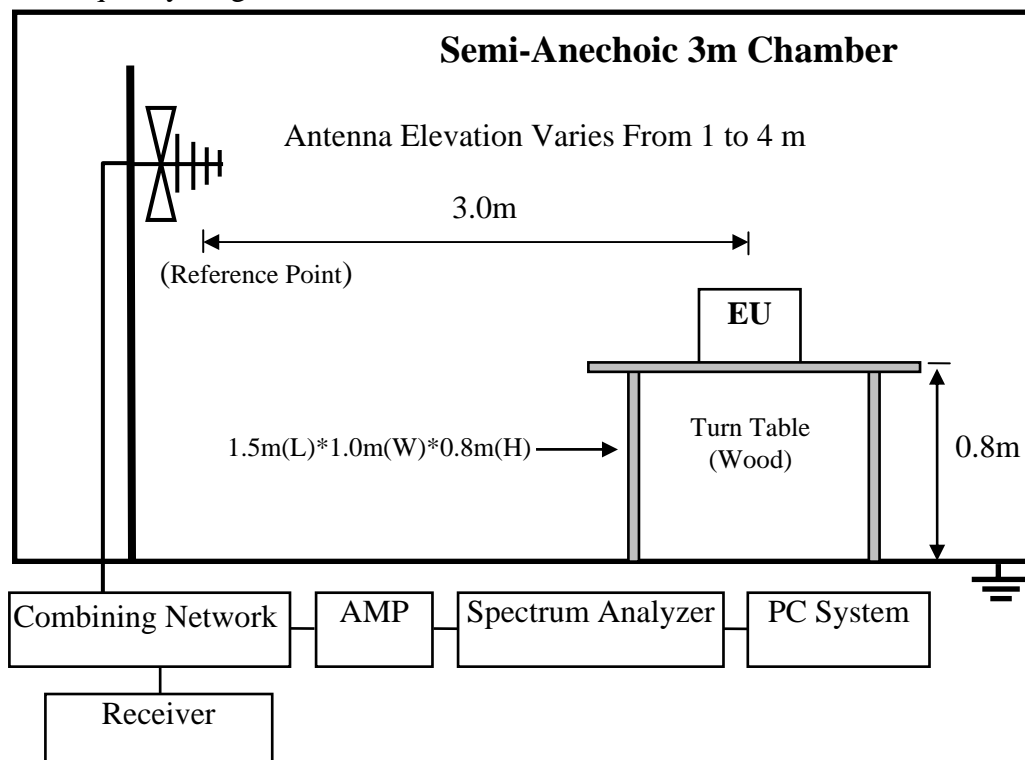 Semi-Anechoic 3m Chamber
Antenna Elevation Varies From 1 to 4 m
3.0m
(Reference Point)
EU
1.5m(L)*1.0m(W)*0.8m(H)
Turn Table
(Wood)
0.8m
Combining Network
AMP
Spectrum Analyzer
PC System
Receiver